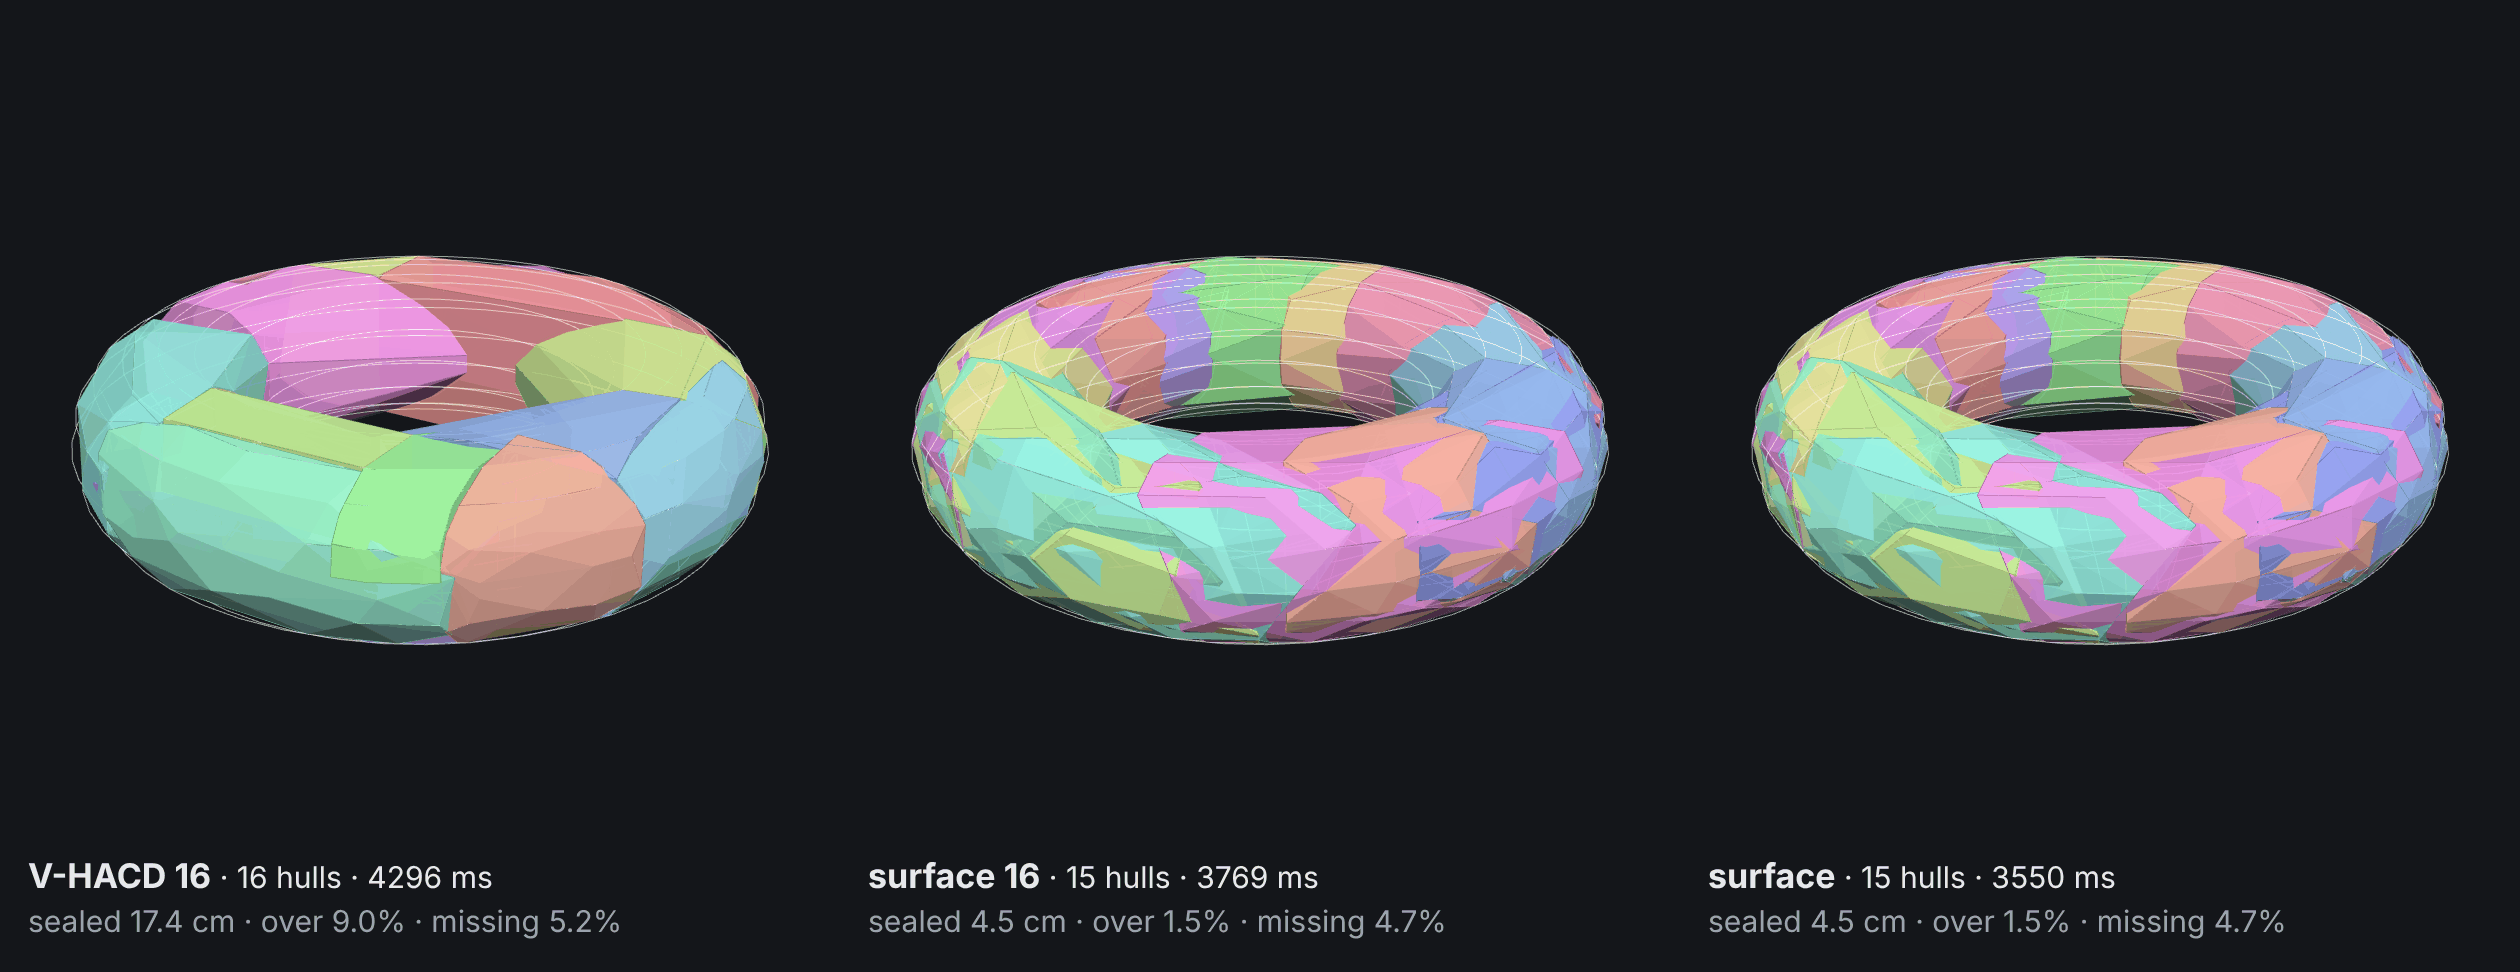 V-HACD 16 · 16 hulls · 4296 ms
sealed 17.4 cm · over 9.0% · missing 5.2%
surface 16 · 15 hulls · 3769 ms
sealed 4.5 cm · over 1.5% · missing 4.7%
surface · 15 hulls · 3550 ms
sealed 4.5 cm · over 1.5% · missing 4.7%